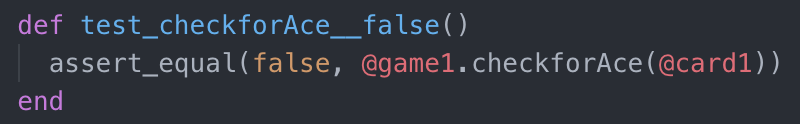 def test_checkforAce__false()
  assert_equal(false, @game1.checkforAce(@card1))
end